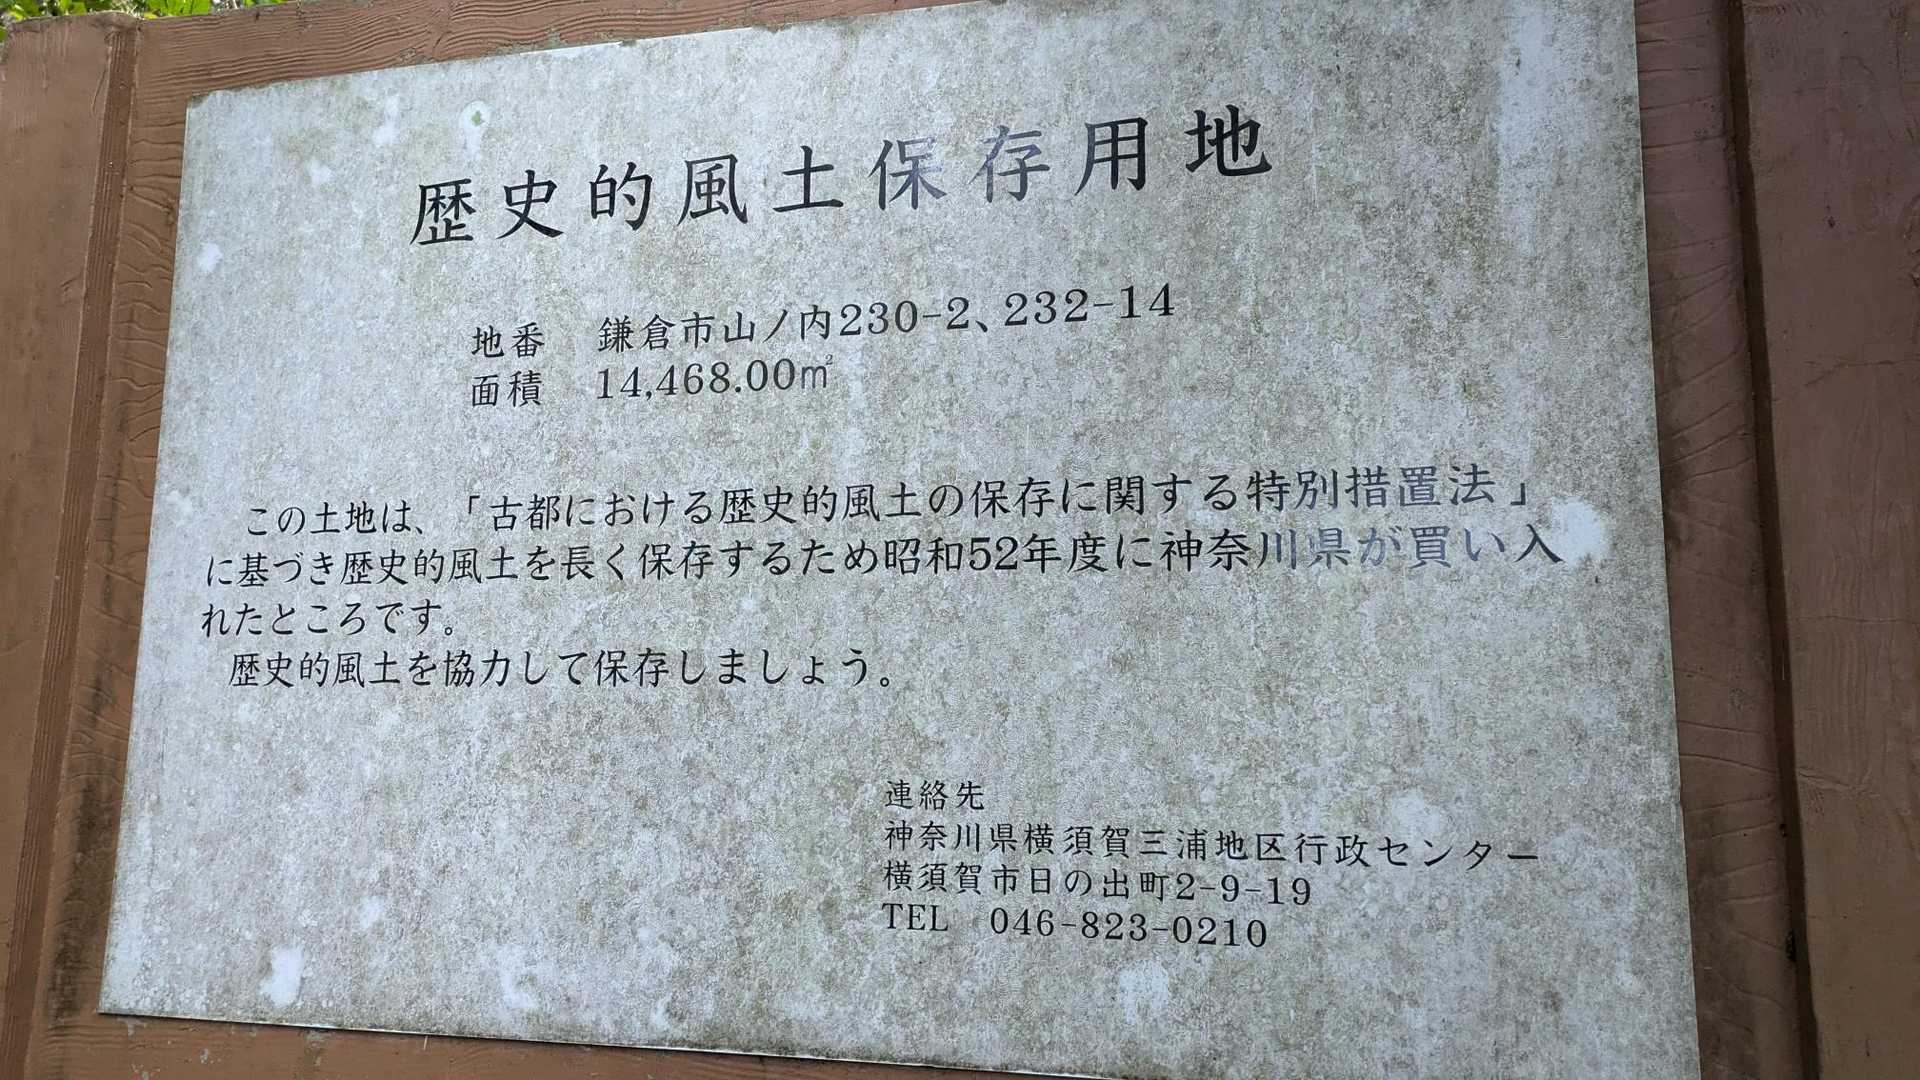 歴史的風土保存用地
地番　鎌倉市山ノ内230-2、232-14
面積　14,468.00㎡
この土地は、「古都における歴史的風土の保存に関する特別措置法」
に基づき歴史的風土を長く保存するため昭和52年度に神奈川県が買い入
れたところです。
歴史的風土を協力して保存しましょう。
連絡先
神奈川県横須賀三浦地区行政センター
横須賀市日の出町2-9-19
TEL　046-823-0210